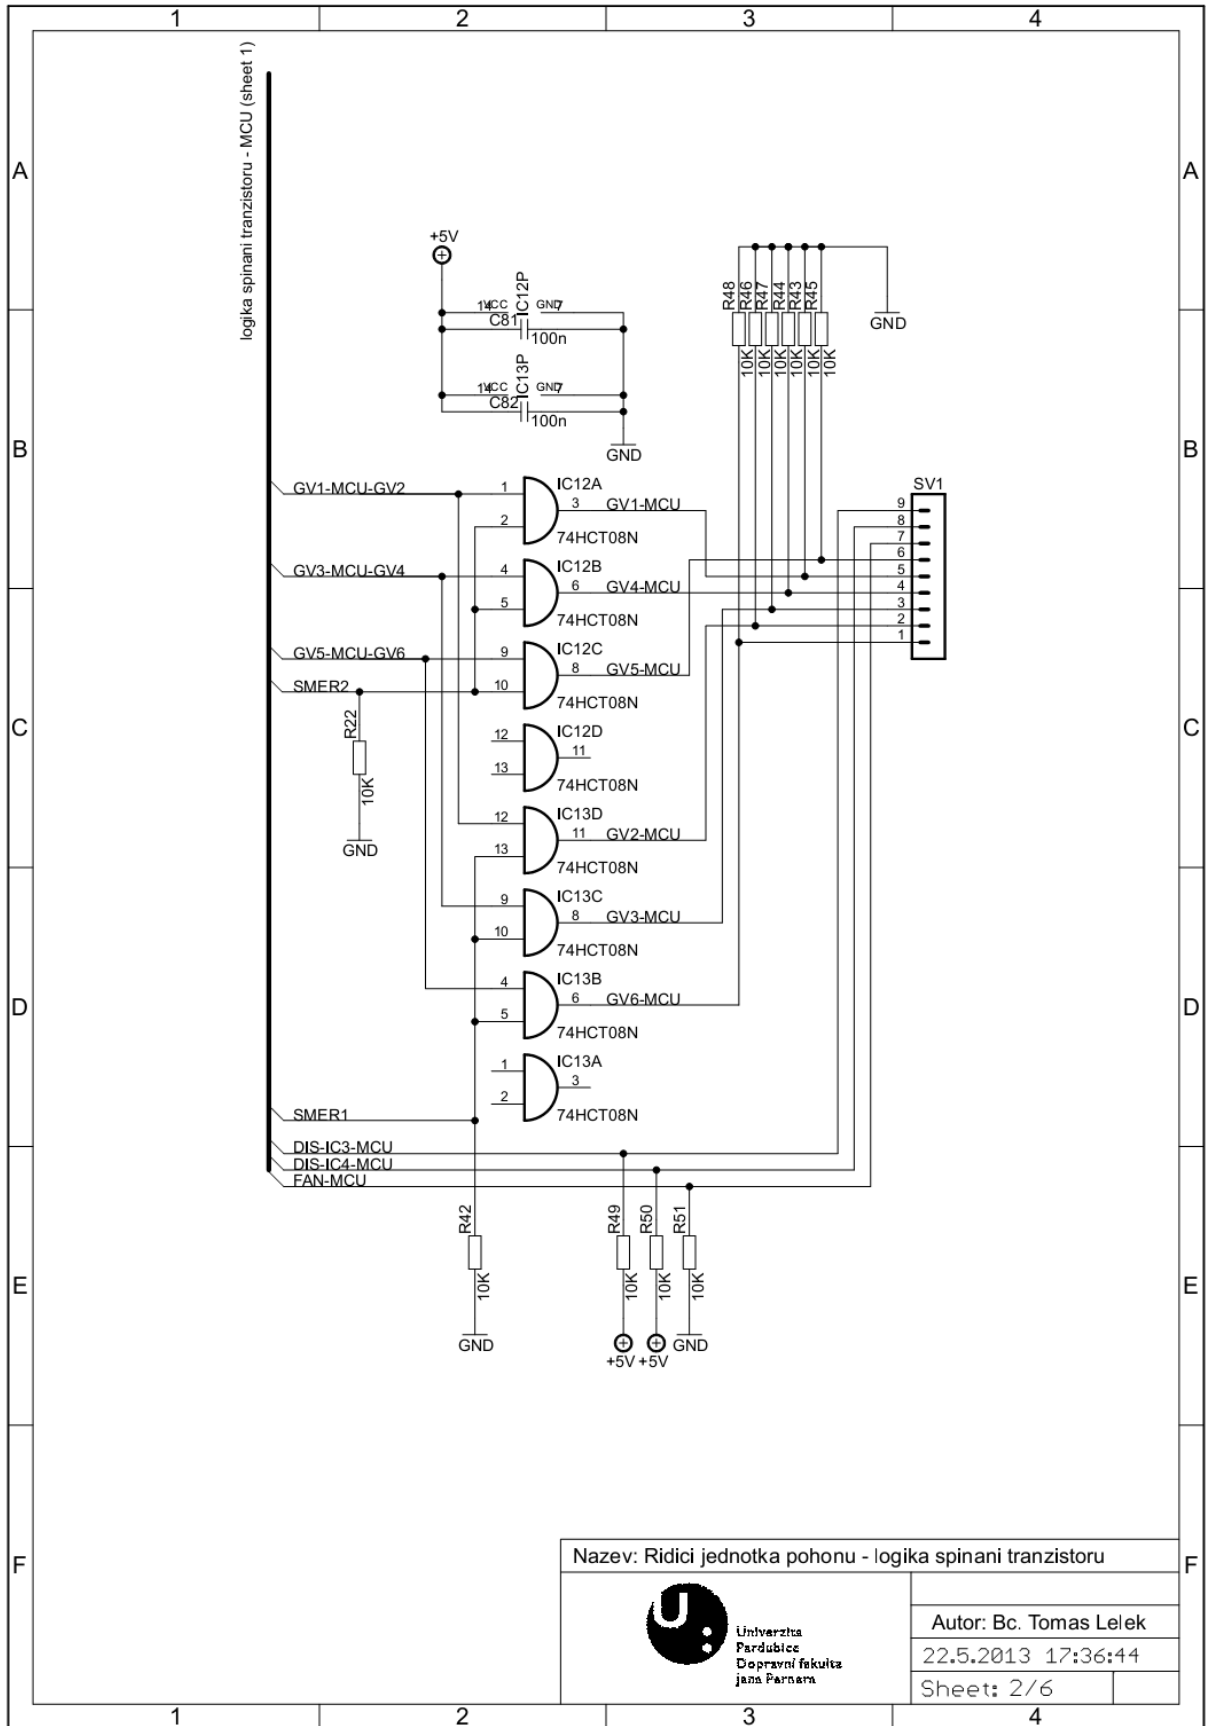 1 2 3 4
logika spinani tranzistoru - MCU (sheet 1)
A A
+5V
14 VCC IC12P GND 7
C81 100n
14 VCC IC13P GND 7
C82 100n
GND
R48 R46 R47 R44 R43 R45
10K 10K 10K 10K 10K 10K
GND
B B
GV1-MCU-GV2 1 2 IC12A 3 GV1-MCU
74HCT08N
SV1
9
8
7
6
5
4
3
2
1
GV3-MCU-GV4 4 5 IC12B 6 GV4-MCU
74HCT08N
GV5-MCU-GV6 9 10 IC12C 8 GV5-MCU
74HCT08N
SMER2
R22 10K
GND
C C
12 13 IC12D 11
74HCT08N
12 13 IC13D 11 GV2-MCU
74HCT08N
9 10 IC13C 8 GV3-MCU
74HCT08N
4 5 IC13B 6 GV6-MCU
74HCT08N
D D
1 2 IC13A 3
74HCT08N
SMER1
DIS-IC3-MCU
DIS-IC4-MCU
FAN-MCU
R42 R49 R50 R51
10K 10K 10K 10K
GND +5V +5V GND
E E
F F
Nazev: Ridici jednotka pohonu - logika spinani tranzistoru
U
Univerzita
Pardubice
Dopravní fakulta
Jana Pernera
Autor: Bc. Tomas Lelek
22.5.2013 17:36:44
Sheet: 2/6
1 2 3 4